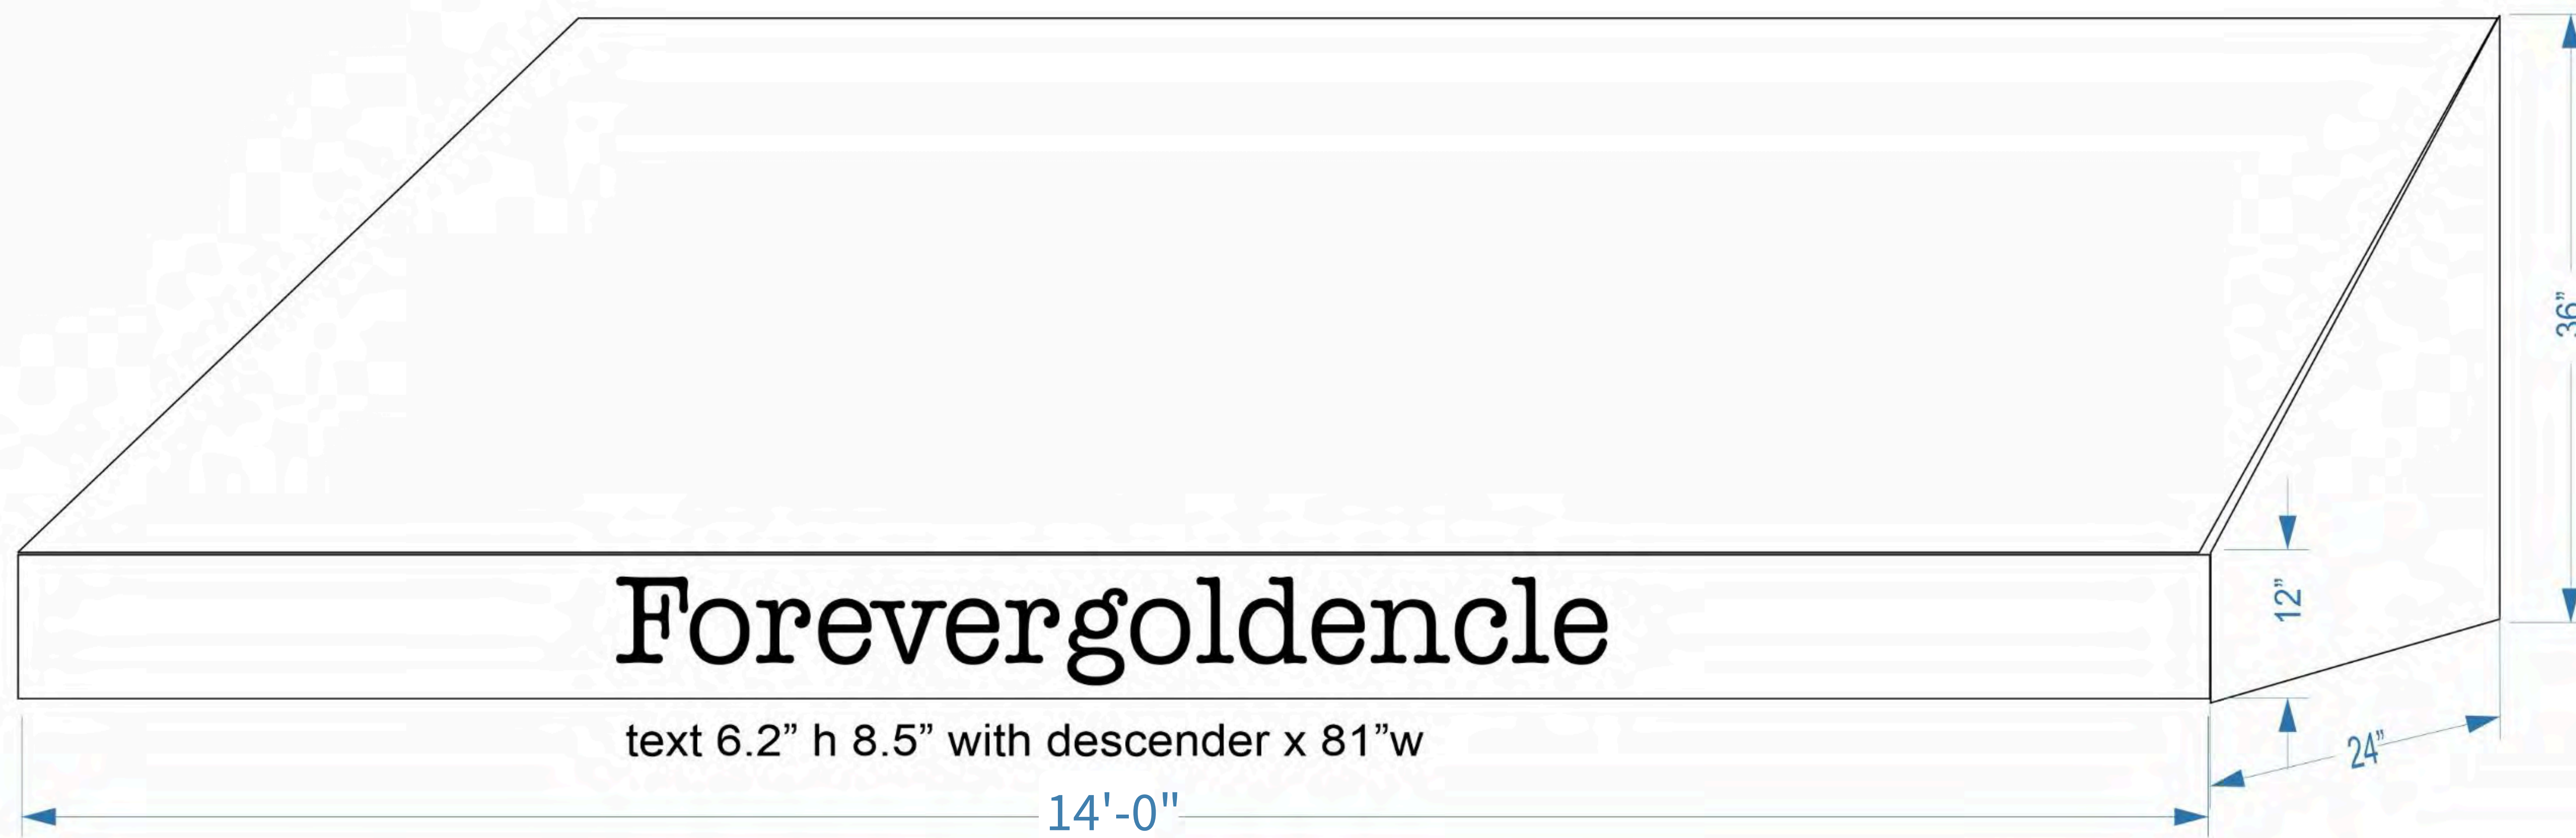 36”
Forevergoldencle
12”
text 6.2” h 8.5” with descender x 81”w
24”
14'-0"